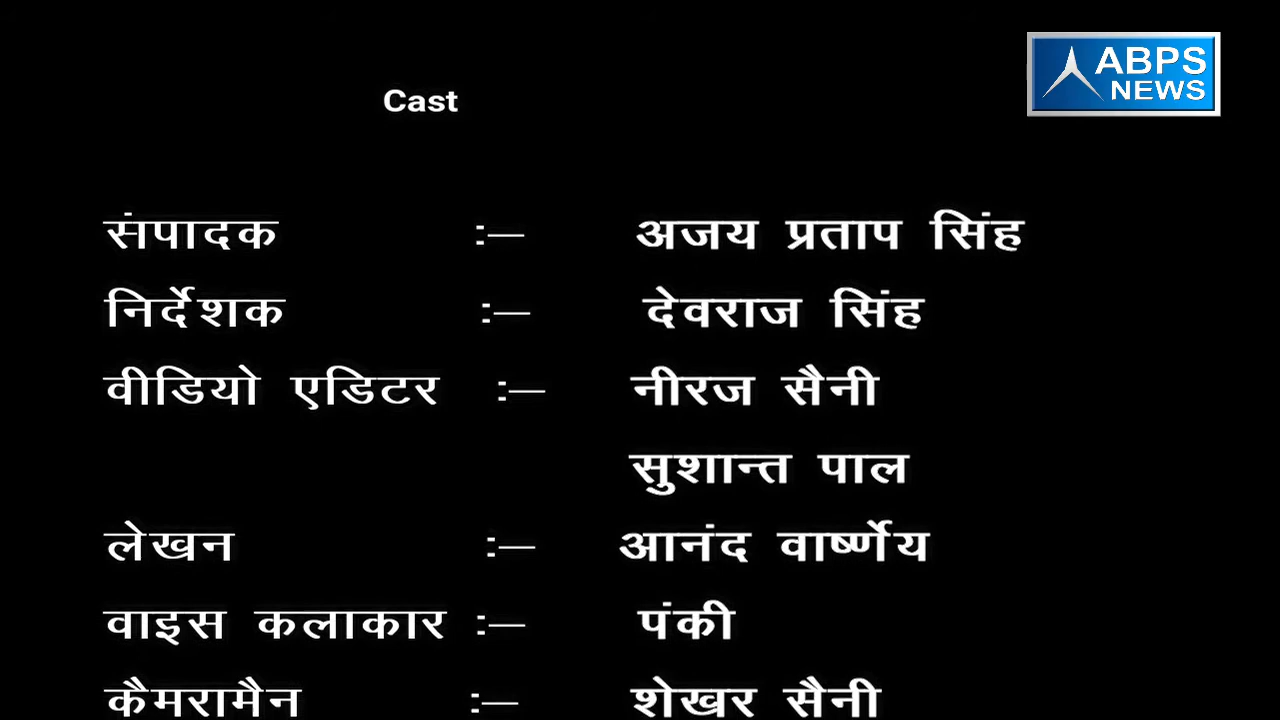 ABPS
NEWS
Cast
संपादक :— अजय प्रताप सिंह
निर्देशक :— देवराज सिंह
वीडियो एडिटर :— नीरज सैनी
सुशान्त पाल
लेखन :— आनंद वार्ष्णेय
वाइस कलाकार :— पंकी
कैमरामैन :— शेखर सैनी